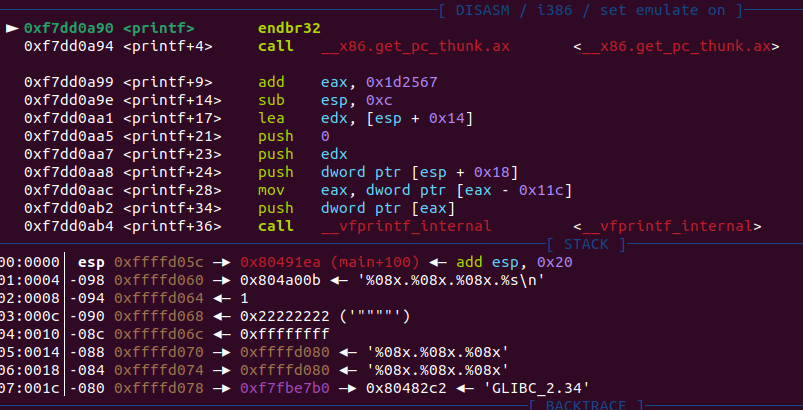 [ DISASM / i386 / set emulate on ]
► 0xf7dd0a90 <printf> endbr32
0xf7dd0a94 <printf+4> call __x86.get_pc_thunk.ax <__x86.get_pc_thunk.ax>
0xf7dd0a99 <printf+9> add eax, 0x1d2567
0xf7dd0a9e <printf+14> sub esp, 0xc
0xf7dd0aa1 <printf+17> lea edx, [esp + 0x14]
0xf7dd0aa5 <printf+21> push 0
0xf7dd0aa7 <printf+23> push edx
0xf7dd0aa8 <printf+24> push dword ptr [esp + 0x18]
0xf7dd0aac <printf+28> mov eax, dword ptr [eax - 0x11c]
0xf7dd0ab2 <printf+34> push dword ptr [eax]
0xf7dd0ab4 <printf+36> call __vfprintf_internal <__vfprintf_internal>
[ STACK ]
00:0000│ esp 0xffffd05c —▸ 0x80491ea (main+100) ◂— add esp, 0x20
01:0004│-098 0xffffd060 —▸ 0x804a00b ◂— '%08x.%08x.%08x.%s\n'
02:0008│-094 0xffffd064 ◂— 1
03:000c│-090 0xffffd068 ◂— 0x22222222 ('""""')
04:0010│-08c 0xffffd06c ◂— 0xffffffff
05:0014│-088 0xffffd070 —▸ 0xffffd080 ◂— '%08x.%08x.%08x'
06:0018│-084 0xffffd074 —▸ 0xffffd080 ◂— '%08x.%08x.%08x'
07:001c│-080 0xffffd078 —▸ 0xf7fbe7b0 —▸ 0x80482c2 ◂— 'GLIBC_2.34'
[ BACKTRACE ]